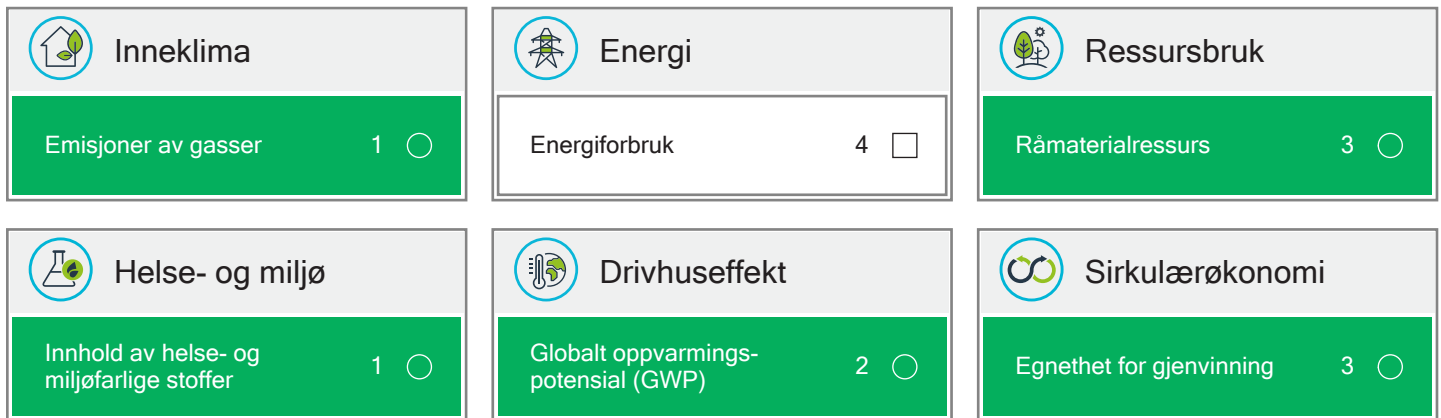 Inneklima
Emisjoner av gasser 1
Energi
Energiforbruk 4
Ressursbruk
Råmaterialressurs 3
Helse- og miljø
Innhold av helse- og
miljøfarlige stoffer 1
Drivhuseffekt
Globalt oppvarmings-
potensial (GWP) 2
Sirkulærøkonomi
Egnethet for gjenvinning 3